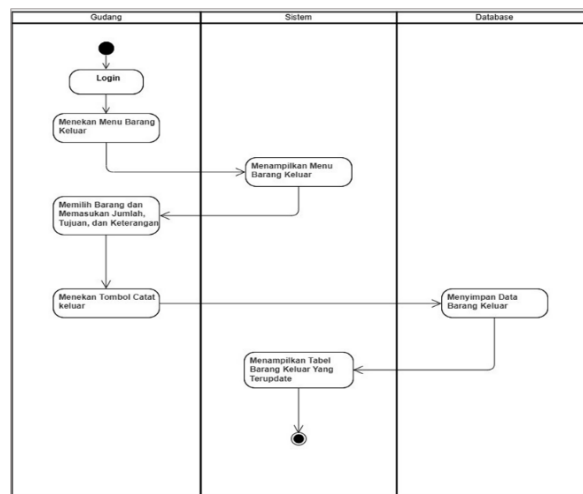 Gudang
Sistem
Database
Login
Menekan Menu Barang
Keluar
Menampilkan Menu
Barang Keluar
Memilih Barang dan
Memasukan Jumlah,
Tujuan, dan Keterangan
Menekan Tombol Catat
keluar
Menyimpan Data
Barang Keluar
Menampilkan Tabel
Barang Keluar Yang
Terupdate